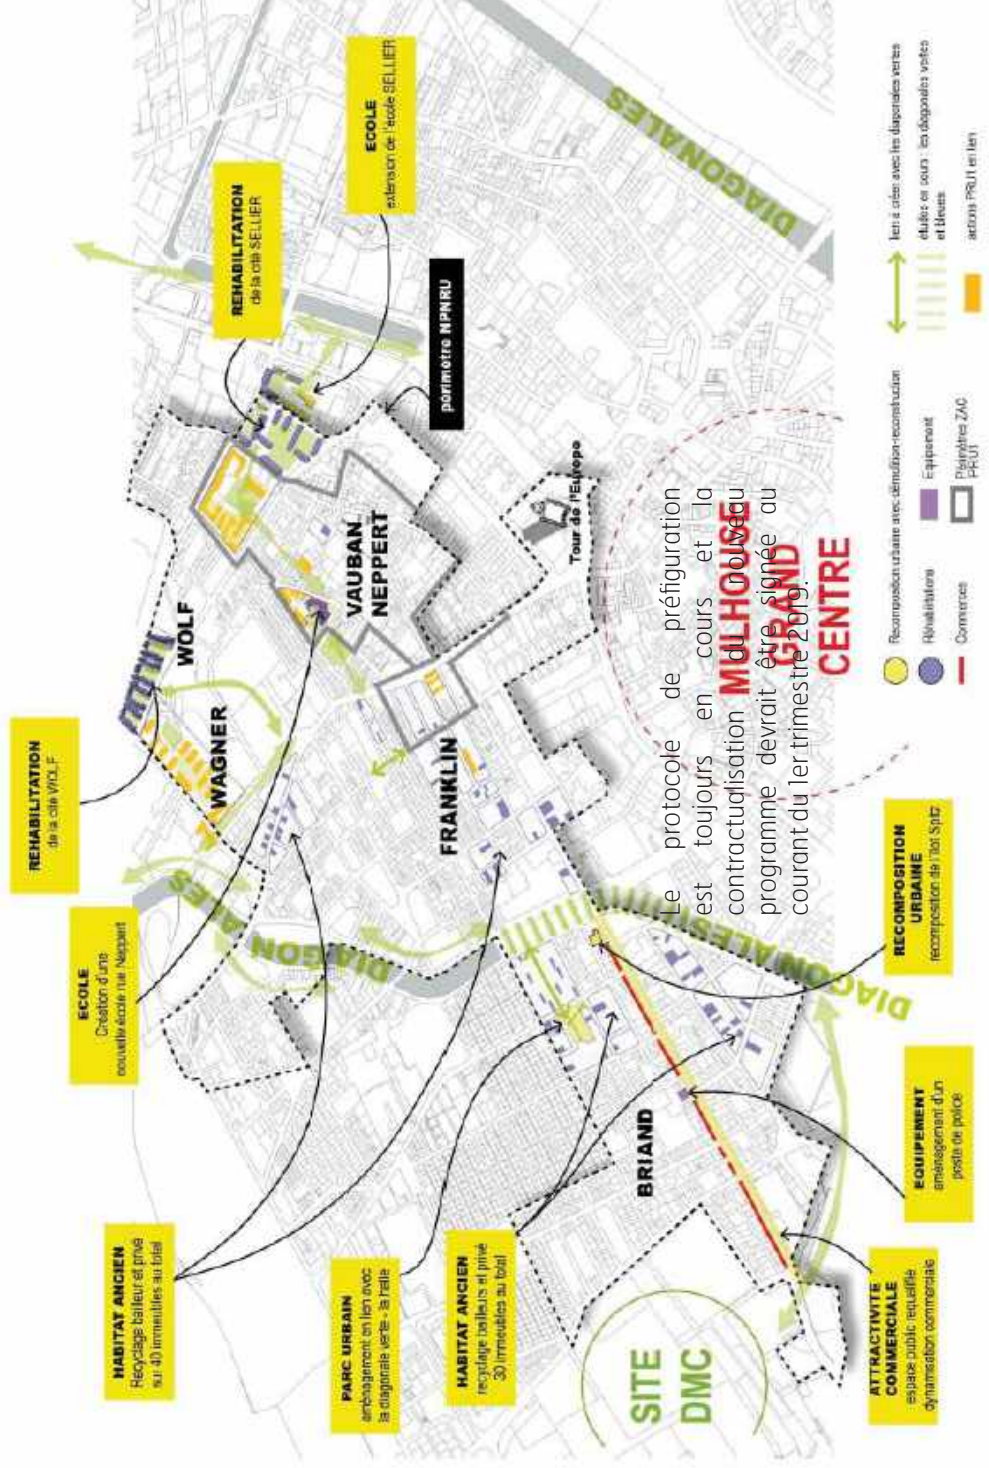 REHABILITATION
de la cité WOLF
REHABILITATION
de la cité SELLIER
ECOLE
extension de l'école SELLIER
ECOLE
Création d'une
nouvelle école rue Neppert
HABITAT ANCIEN
Recyclage bailleur et privé
sur 40 immeubles au total
PARC URBAIN
aménagement en lien avec
la diagonale verte - la halle
HABITAT ANCIEN
recyclage bailleurs et privé
30 immeubles au total
périmètre NPNRU
WOLF
WAGNER
VAUBAN
NEPPERT
FRANKLIN
BRIAND
Tour de l'Europe
DIAGONALES
DIAGONALES
DIAGONALES
SITE
DMC
MULHOUSE
GRAND
CENTRE
Le protocole de préfiguration
est toujours en cours et la
contractualisation du nouveau
programme devrait être signée au
courant du 1er trimestre 2019.
ATTRACTIVITE
COMMERCIALE
espace public requalifié
dynamisation commerciale
EQUIPEMENT
aménagement d'un
poste de police
RECOMPOSITION
URBAINE
recomposition de l'îlot Spitz
Recomposition urbaine avec démolition-reconstruction
Réhabilitations
Equipement
Commerces
Périmètres ZAC
PRU1
lien à créer avec les diagonales vertes
études en cours : les diagonales vertes
et bleues
actions PRU1 en lien